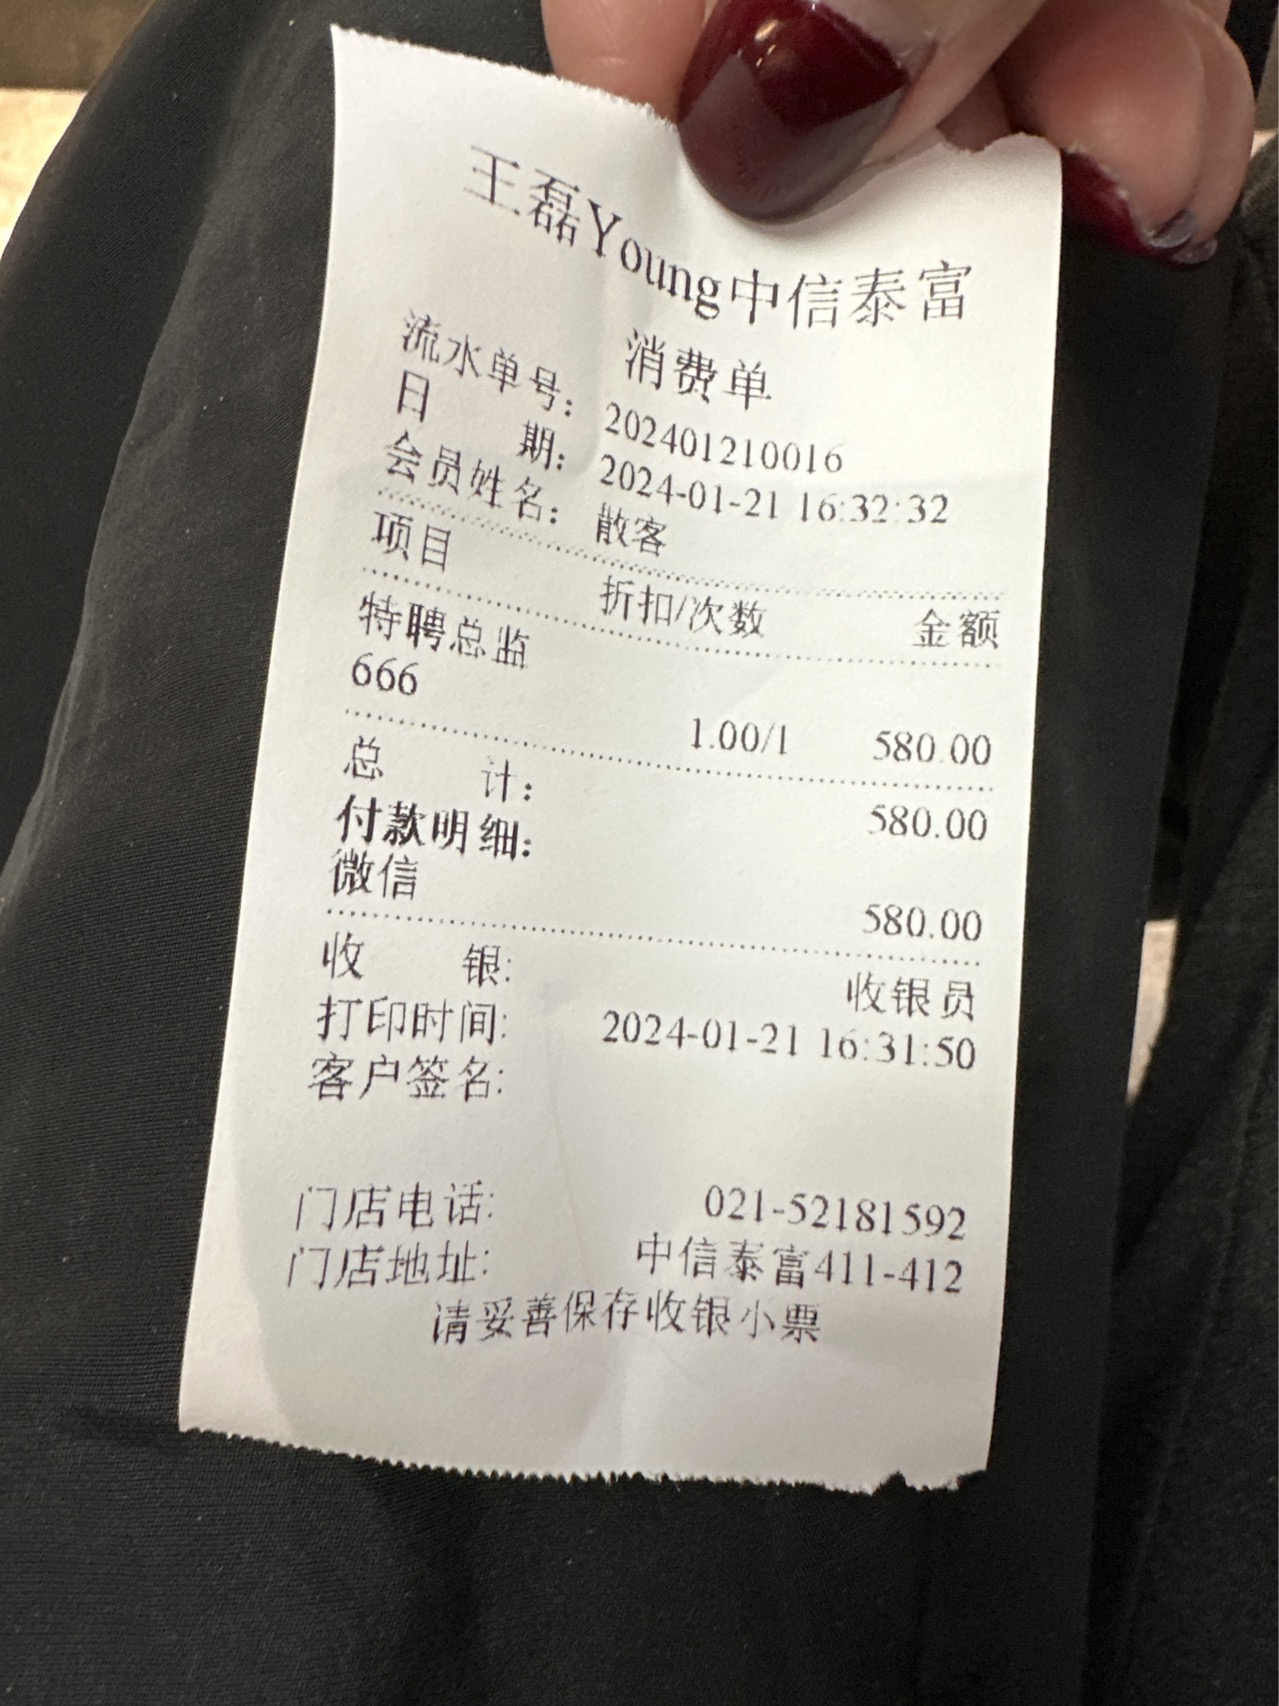 王磊Young中信泰富
消费单
流水单号: 202401210016
日 期: 2024-01-21 16:32:32
会员姓名: 散客
项目 折扣/次数 金额
特聘总监
666
1.00/1 580.00
总 计: 580.00
付款明细:
微信 580.00
收 银: 收银员
打印时间: 2024-01-21 16:31:50
客户签名:
门店电话: 021-52181592
门店地址: 中信泰富411-412
请妥善保存收银小票